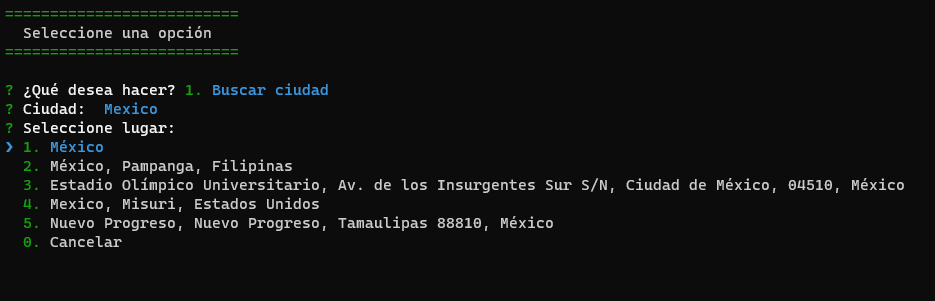 ==========================
Seleccione una opción
==========================
? ¿Qué desea hacer? 1. Buscar ciudad
? Ciudad: Mexico
? Seleccione lugar:
❯ 1. México
2. México, Pampanga, Filipinas
3. Estadio Olímpico Universitario, Av. de los Insurgentes Sur S/N, Ciudad de México, 04510, México
4. Mexico, Misuri, Estados Unidos
5. Nuevo Progreso, Nuevo Progreso, Tamaulipas 88810, México
0. Cancelar